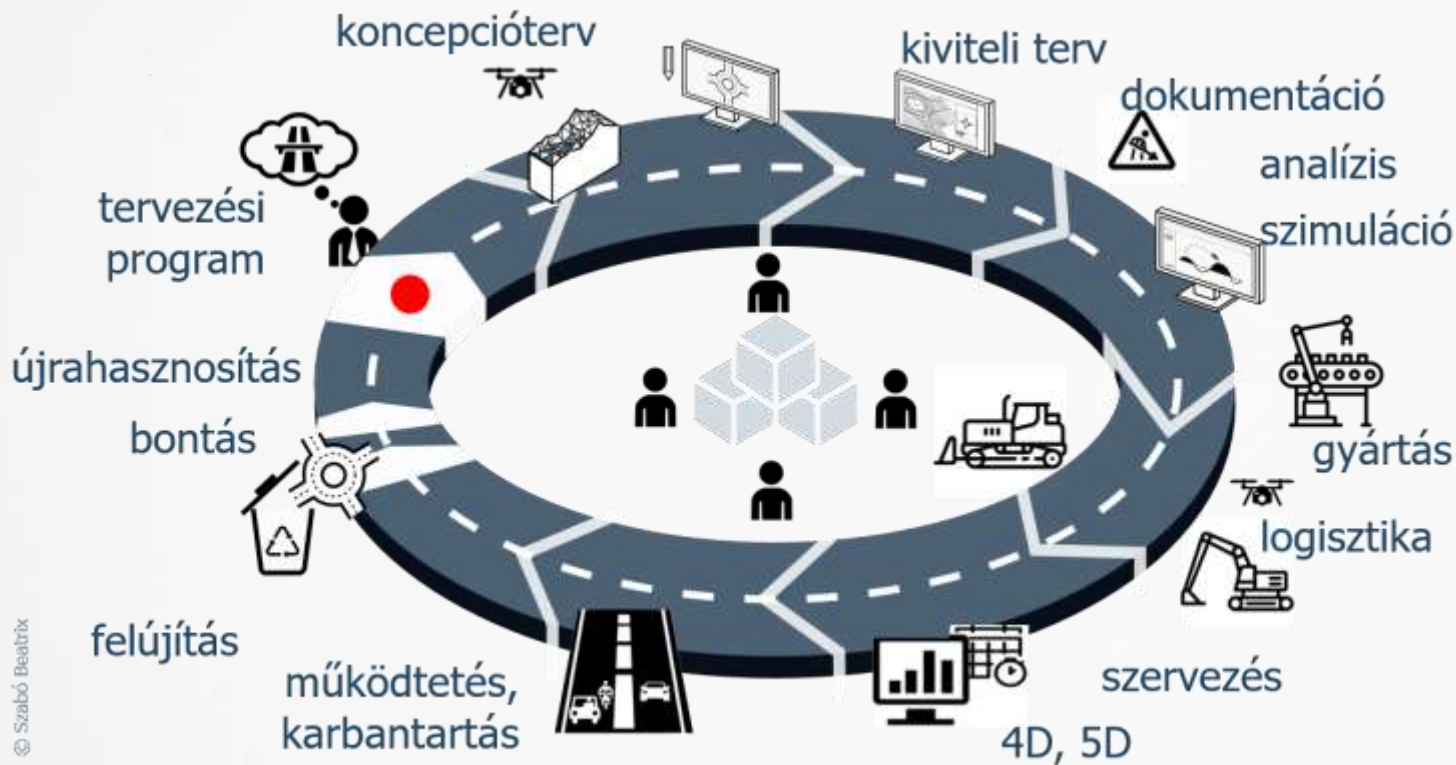 koncepcióterv
kiviteli terv
dokumentáció
analízis
szimuláció
gyártás
logisztika
szervezés
4D, 5D
működtetés,
karbantartás
felújítás
bontás
újrahasznosítás
tervezési
program
© Szabó Beatrix